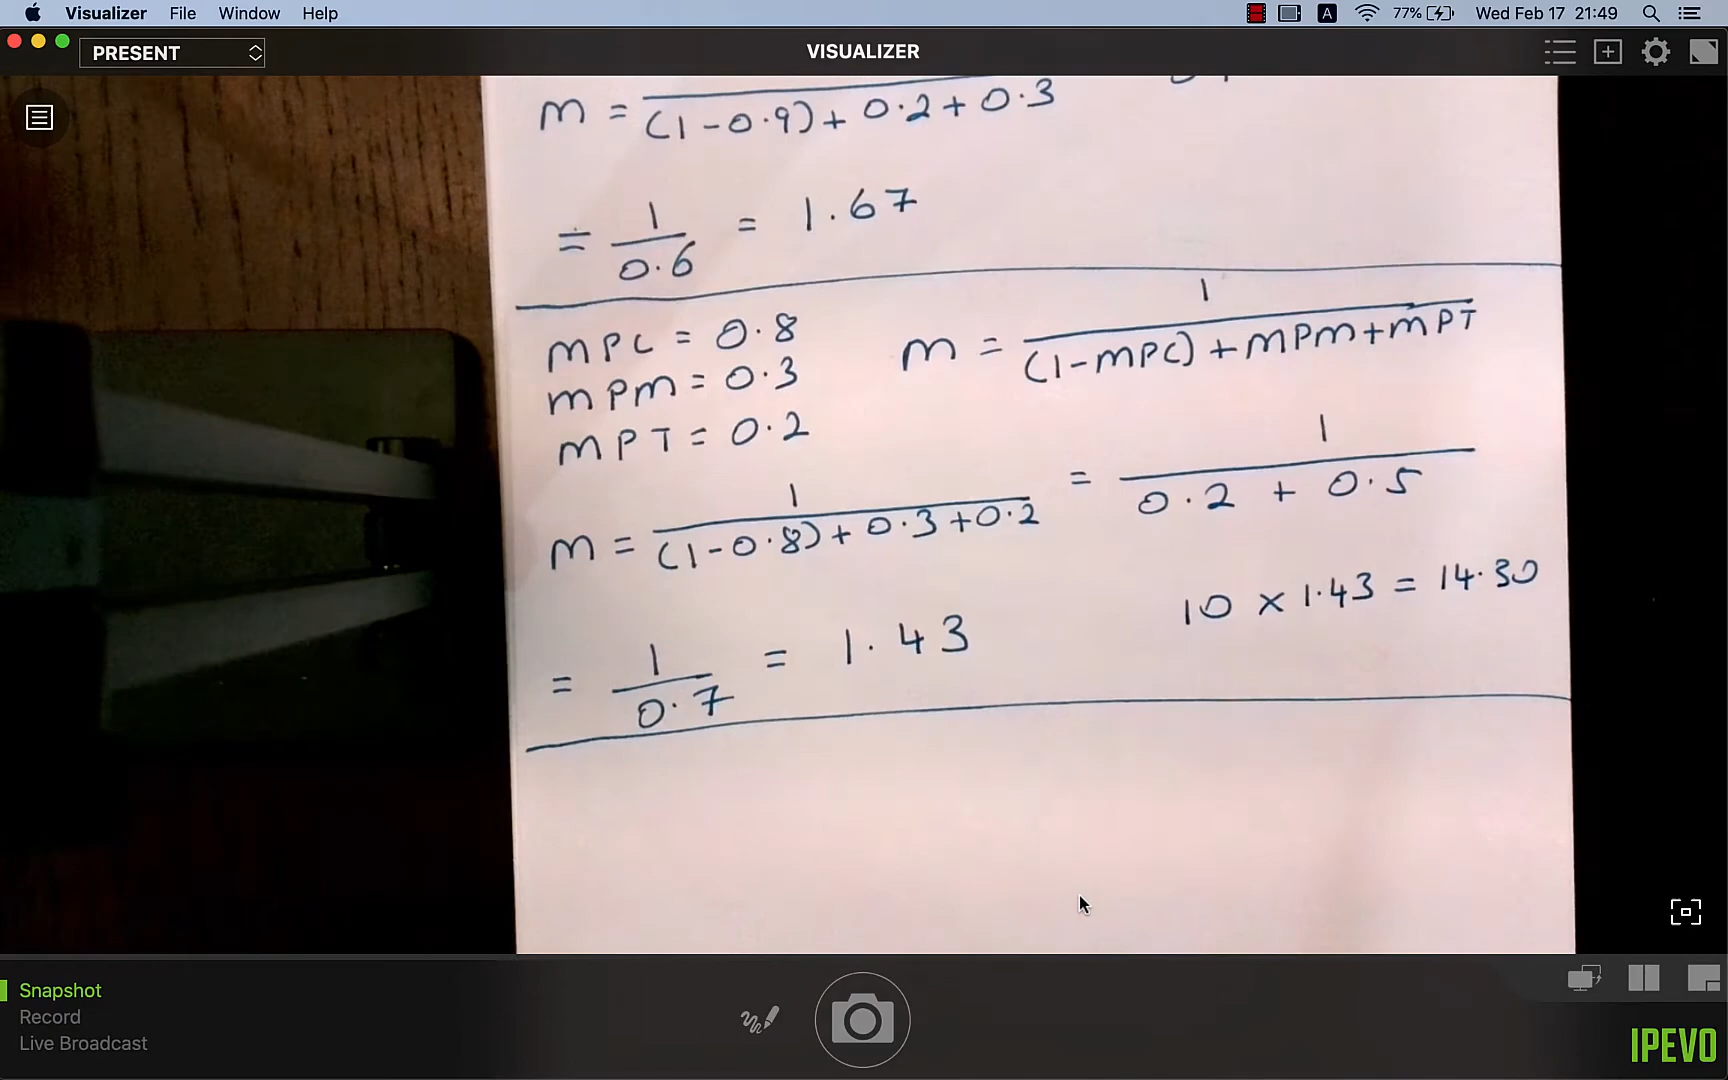 Visualizer File Window Help A 77% Wed Feb 17 21:49
PRESENT VISUALIZER
m = (1-0.9)+0.2+0.3
= 1/0.6 = 1.67
MPC = 0.8
MPM = 0.3
MPT = 0.2
m = 1/(1-MPC)+MPM+MPT
m = 1/(1-0.8)+0.3+0.2 = 1/0.2 + 0.5
= 1/0.7 = 1.43
10 x 1.43 = 14.30
Snapshot
Record
Live Broadcast
IPEVO